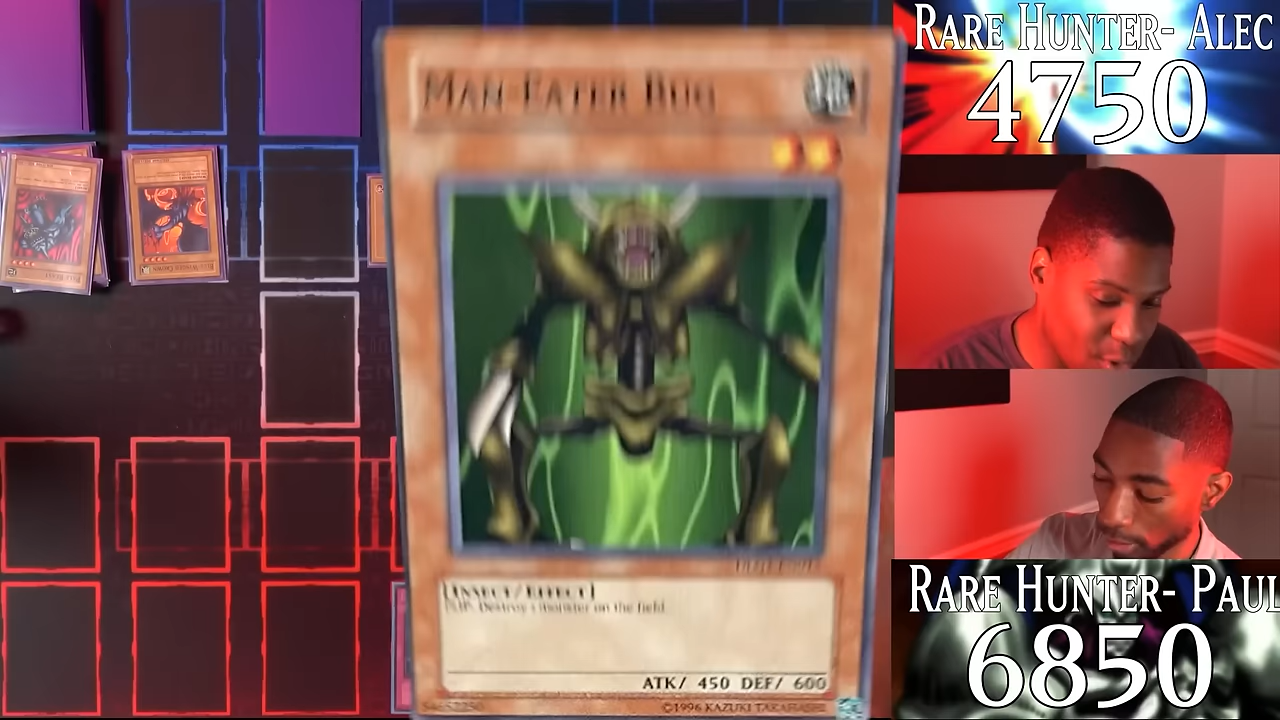 RARE HUNTER- ALEC
4750
MAN-EATER BUG
[INSECT/EFFECT]
FLIP: Destroy 1 monster on the field.
ATK/ 450 DEF/ 600
©1996 KAZUKI TAKAHASHI
RARE HUNTER- PAUL
6850